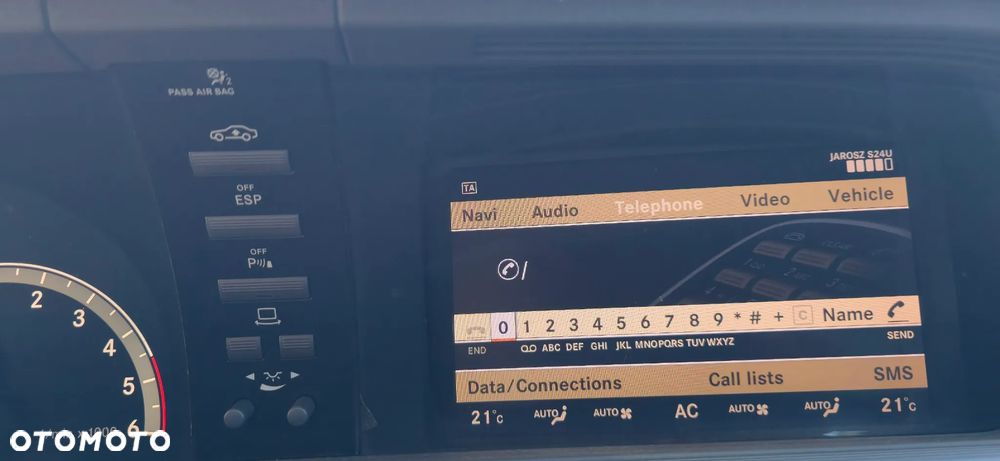 PASS AIR BAG
OFF
ESP
OFF
P
2
3
4
5
6
JAROSZ S24U
TA
Navi Audio Telephone Video Vehicle
/
0 1 2 3 4 5 6 7 8 9 * # + C Name
END ABC DEF GHI JKL MNO PQRS TUV WXYZ SEND
Data/Connections Call lists SMS
21°C AUTO AUTO AC AUTO AUTO 21°C
OTOMOTO